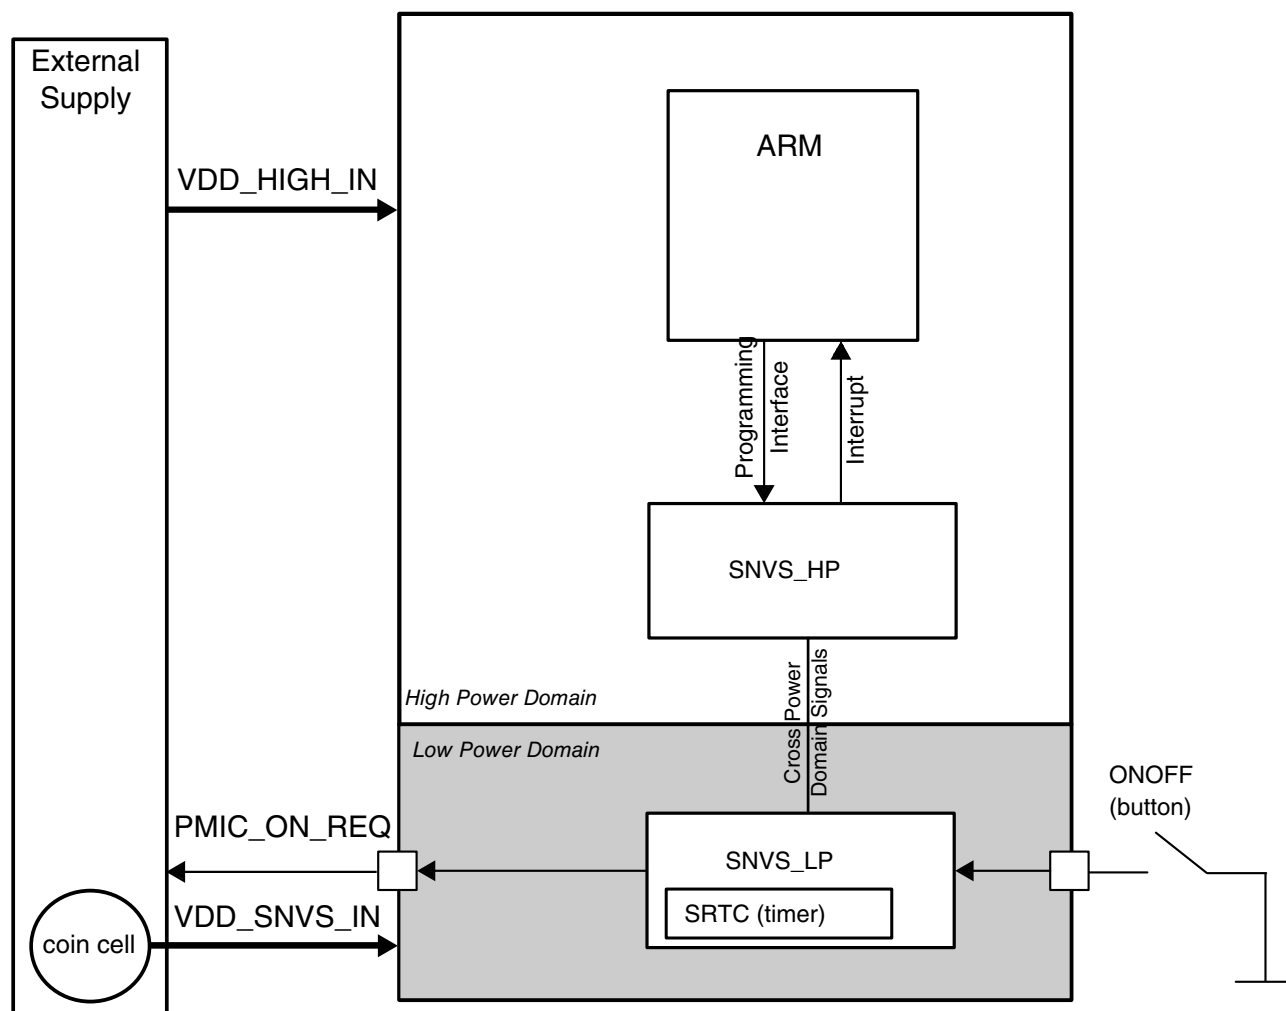 External
Supply
VDD_HIGH_IN
ARM
Programming
Interface
Interrupt
SNVS_HP
Cross Power
Domain Signals
High Power Domain
Low Power Domain
ONOFF
(button)
PMIC_ON_REQ
SNVS_LP
SRTC (timer)
VDD_SNVS_IN
coin cell